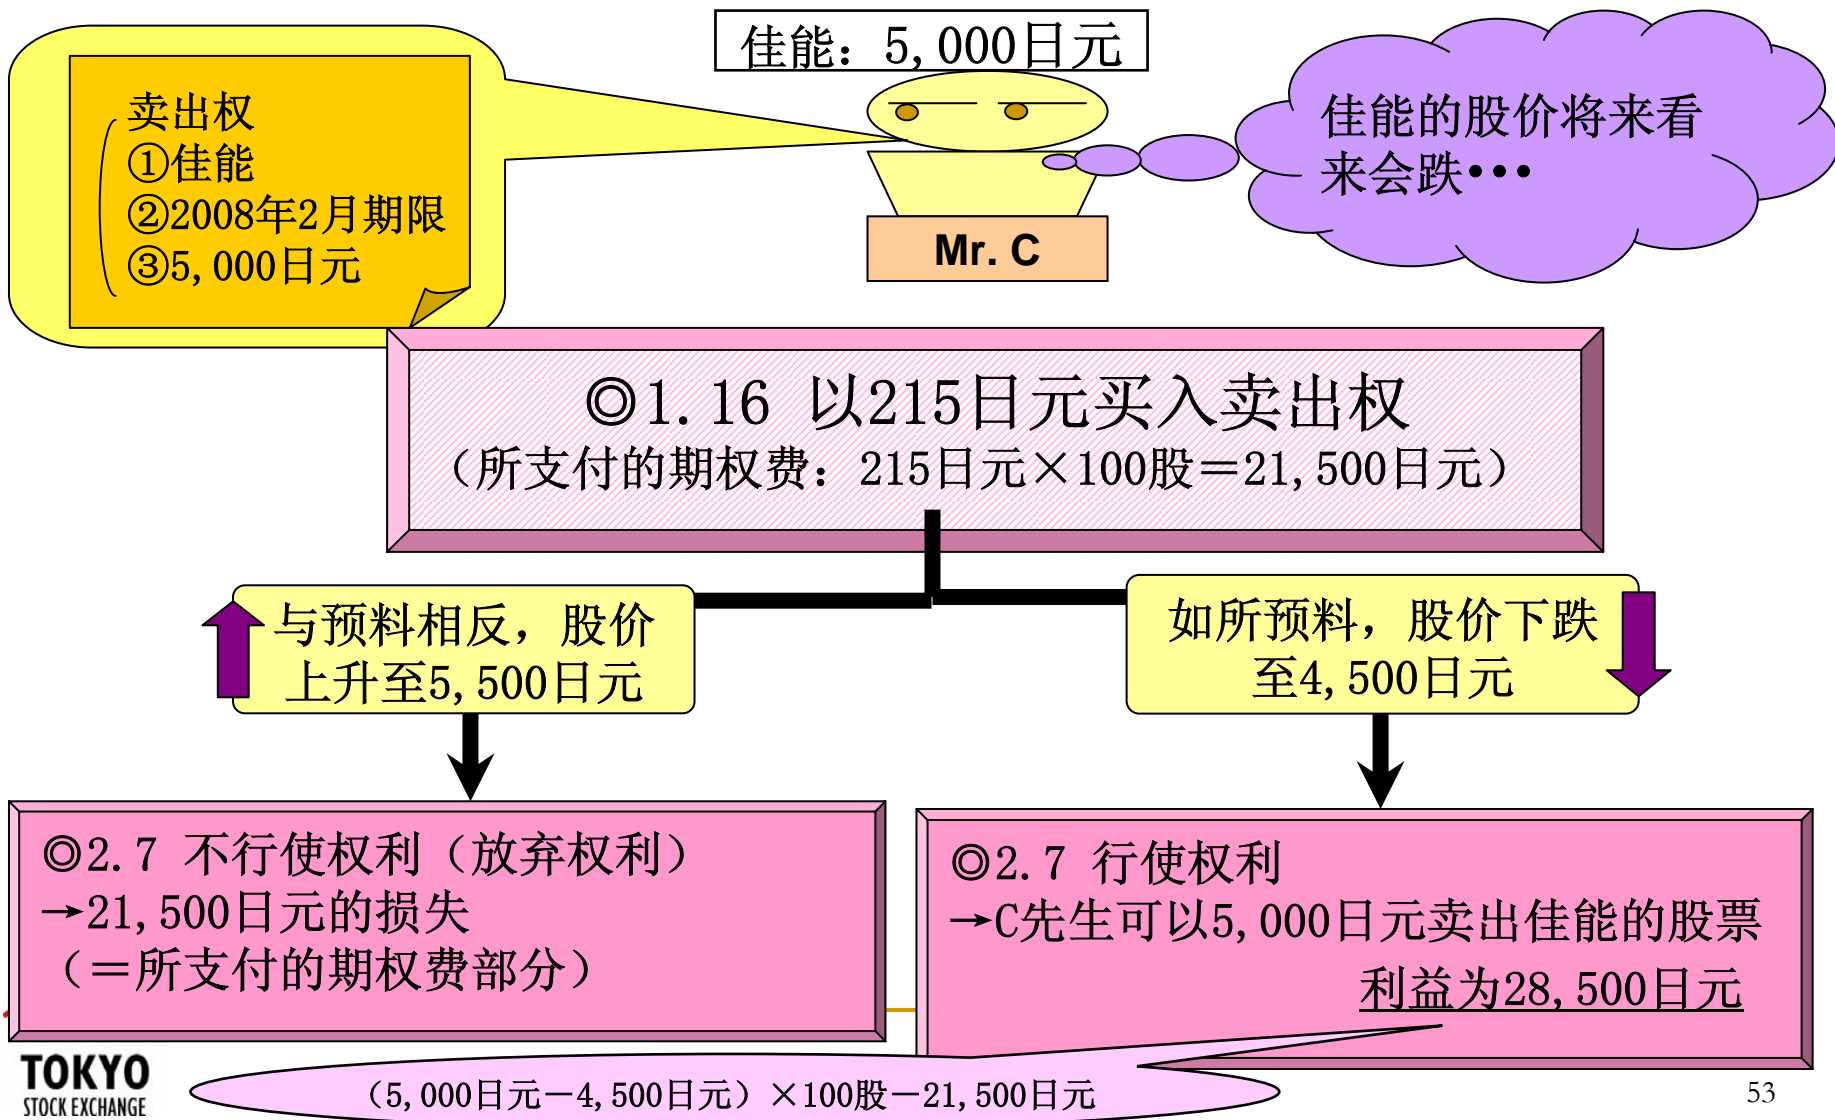 佳能：5,000日元
卖出权
①佳能
②2008年2月期限
③5,000日元
佳能的股价将来看
来会跌•••
Mr. C
◎1.16 以215日元买入卖出权
（所支付的期权费：215日元×100股＝21,500日元）
与预料相反，股价
上升至5,500日元
如所预料，股价下跌
至4,500日元
◎2.7 不行使权利（放弃权利）
→21,500日元的损失
（＝所支付的期权费部分）
◎2.7 行使权利
→C先生可以5,000日元卖出佳能的股票
利益为28,500日元
（5,000日元－4,500日元）×100股－21,500日元
TOKYO
STOCK EXCHANGE
53